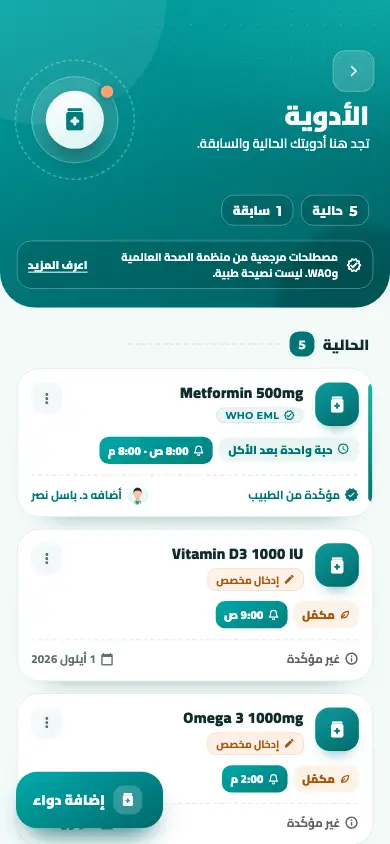 الأدوية
تجد هنا أدويتك الحالية والسابقة.
5 حالية
1 سابقة
مصطلحات مرجعية من منظمة الصحة العالمية
وWAO. ليست نصيحة طبية.
اعرف المزيد
الحالية 5
Metformin 500mg
WHO EML
حبة واحدة بعد الأكل
8:00 ص · 8:00 م
مؤكّدة من الطبيب
أضافه د. باسل نصر
Vitamin D3 1000 IU
إدخال مخصص
مكمّل
9:00 ص
غير مؤكّدة
1 أيلول 2026
Omega 3 1000mg
إدخال مخصص
مكمّل
2:00 م
غير مؤكّدة
إضافة دواء